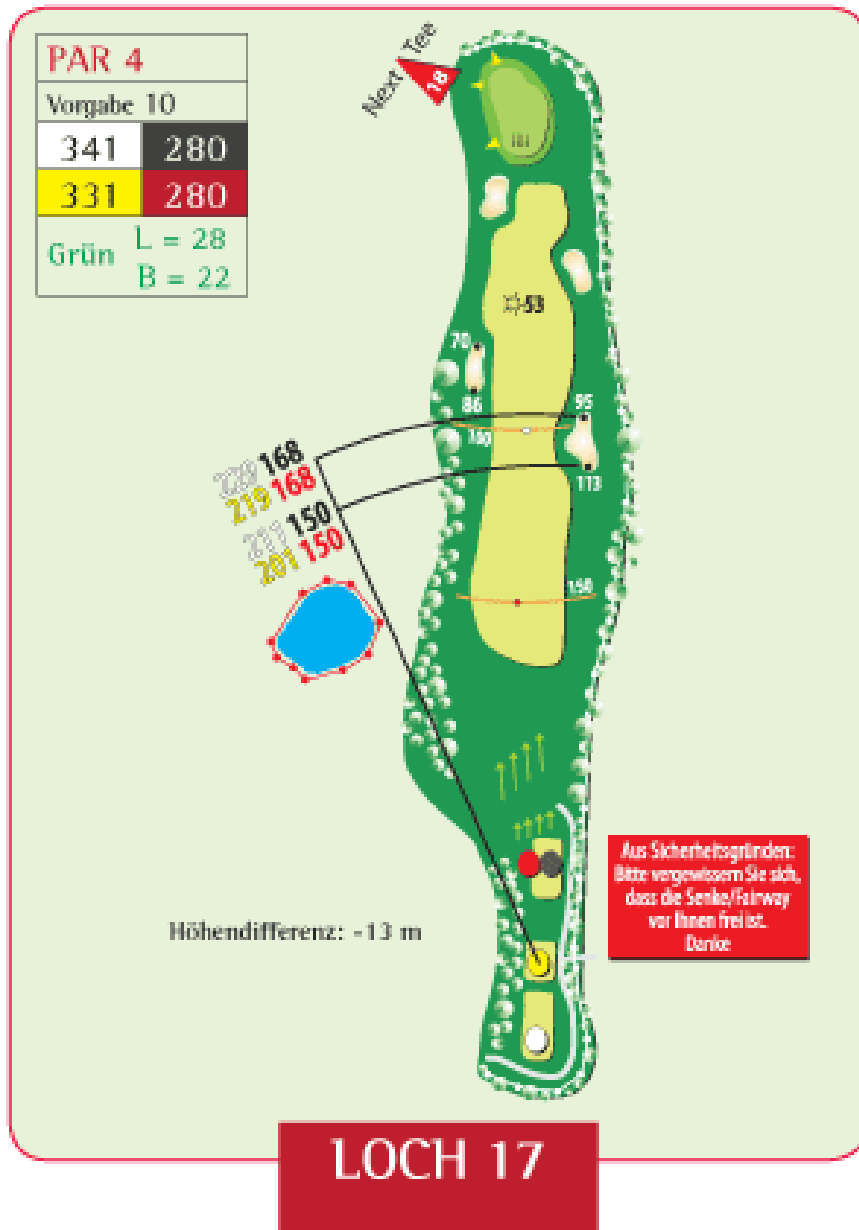 PAR 4
Vorgabe 10
341 280
331 280
Grün L = 28
B = 22
Next Tee
18
53
70
86
95
100
113
168
219 168
211 150
201 150
150
Aus Sicherheitsgründen:
Bitte vergewissern Sie sich,
dass die Senke/Fairway
vor Ihnen frei ist.
Danke
Höhendifferenz: -13 m
LOCH 17